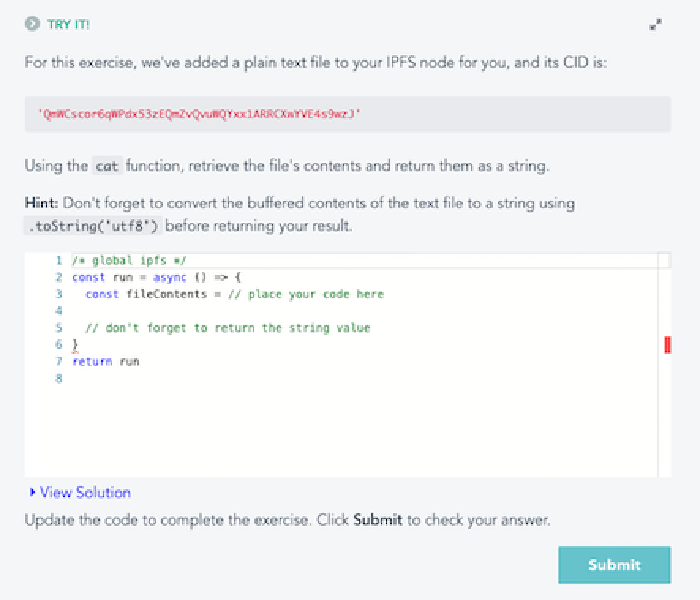 TRY IT!
For this exercise, we've added a plain text file to your IPFS node for you, and its CID is:
'QmWCscor6qWPdx53zEQmZvQvuWQYxx1ARRCXwYVE4s9wzJ'
Using the cat function, retrieve the file's contents and return them as a string.
Hint: Don't forget to convert the buffered contents of the text file to a string using
.toString('utf8') before returning your result.
1 /* global ipfs */
2 const run = async () => {
3 const fileContents = // place your code here
4
5 // don't forget to return the string value
6 }
7 return run
8
View Solution
Update the code to complete the exercise. Click Submit to check your answer.
Submit